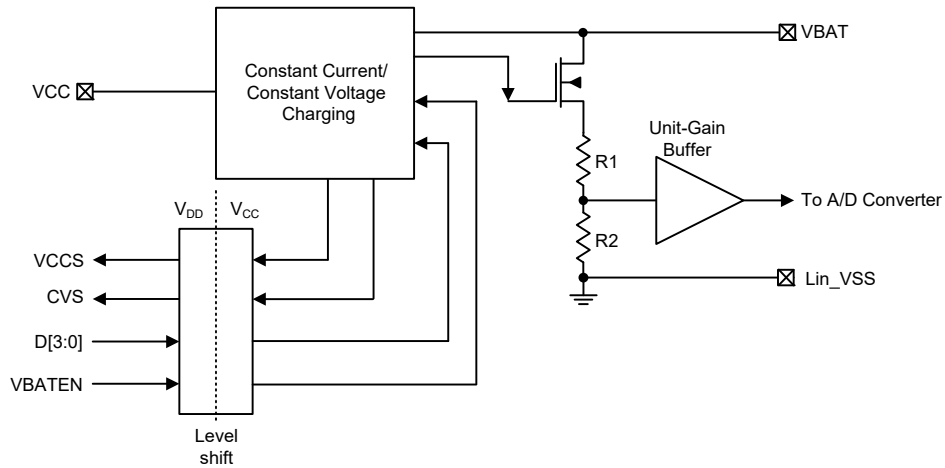 VBAT
Constant Current/
Constant Voltage
Charging
VCC
Unit-Gain
Buffer
R1
To A/D Converter
R2
Lin_VSS
VDD
VCC
VCCS
CVS
D[3:0]
VBATEN
Level
shift